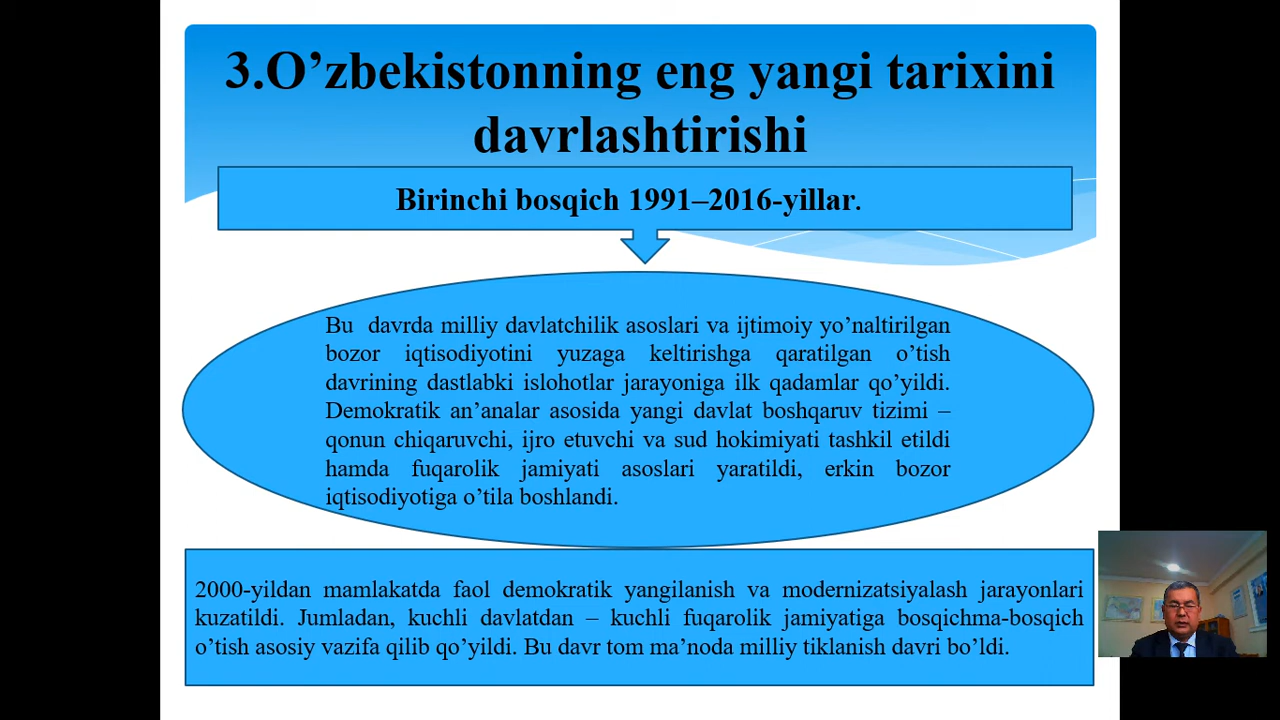 3.O’zbekistonning eng yangi tarixini
davrlashtirishi
Birinchi bosqich 1991–2016-yillar.
Bu davrda milliy davlatchilik asoslari va ijtimoiy yo’naltirilgan
bozor iqtisodiyotini yuzaga keltirishga qaratilgan o’tish
davrining dastlabki islohotlar jarayoniga ilk qadamlar qo’yildi.
Demokratik an’analar asosida yangi davlat boshqaruv tizimi –
qonun chiqaruvchi, ijro etuvchi va sud hokimiyati tashkil etildi
hamda fuqarolik jamiyati asoslari yaratildi, erkin bozor
iqtisodiyotiga o’tila boshlandi.
2000-yildan mamlakatda faol demokratik yangilanish va modernizatsiyalash jarayonlari
kuzatildi. Jumladan, kuchli davlatdan – kuchli fuqarolik jamiyatiga bosqichma-bosqich
o’tish asosiy vazifa qilib qo’yildi. Bu davr tom ma’noda milliy tiklanish davri bo’ldi.